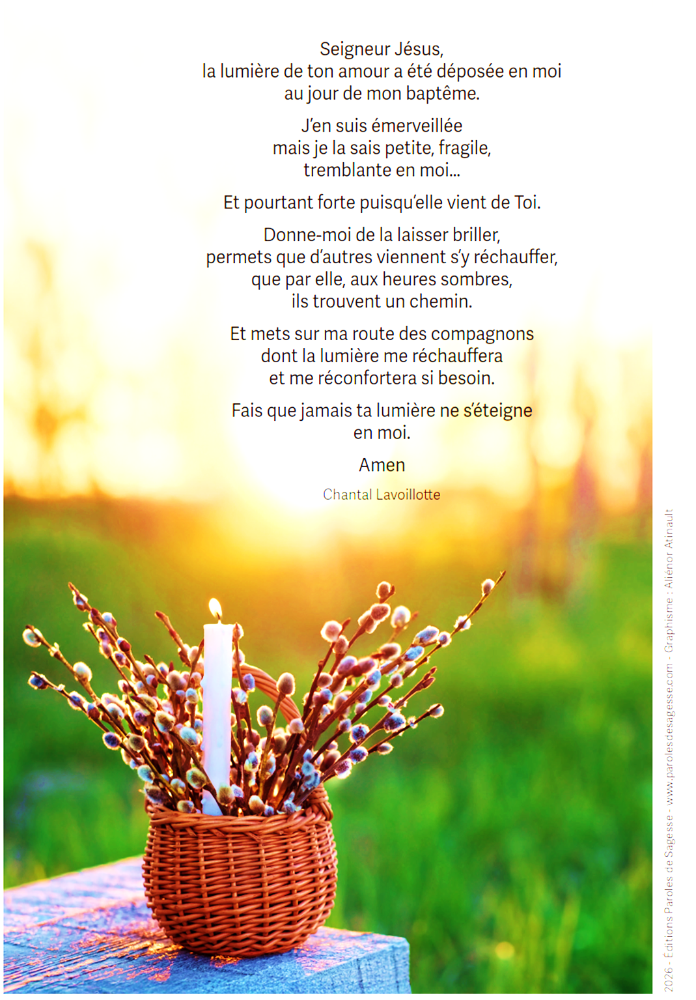 Seigneur Jésus,
la lumière de ton amour a été déposée en moi
au jour de mon baptême.
J’en suis émerveillée
mais je la sais petite, fragile,
tremblante en moi...
Et pourtant forte puisqu’elle vient de Toi.
Donne-moi de la laisser briller,
permets que d’autres viennent s’y réchauffer,
que par elle, aux heures sombres,
ils trouvent un chemin.
Et mets sur ma route des compagnons
dont la lumière me réchauffera
et me réconfortera si besoin.
Fais que jamais ta lumière ne s’éteigne
en moi.
Amen
Chantal Lavoillotte
2026 - Éditions Paroles de Sagesse - www.parolesdesagesse.com - Graphisme : Aliénor Atinault